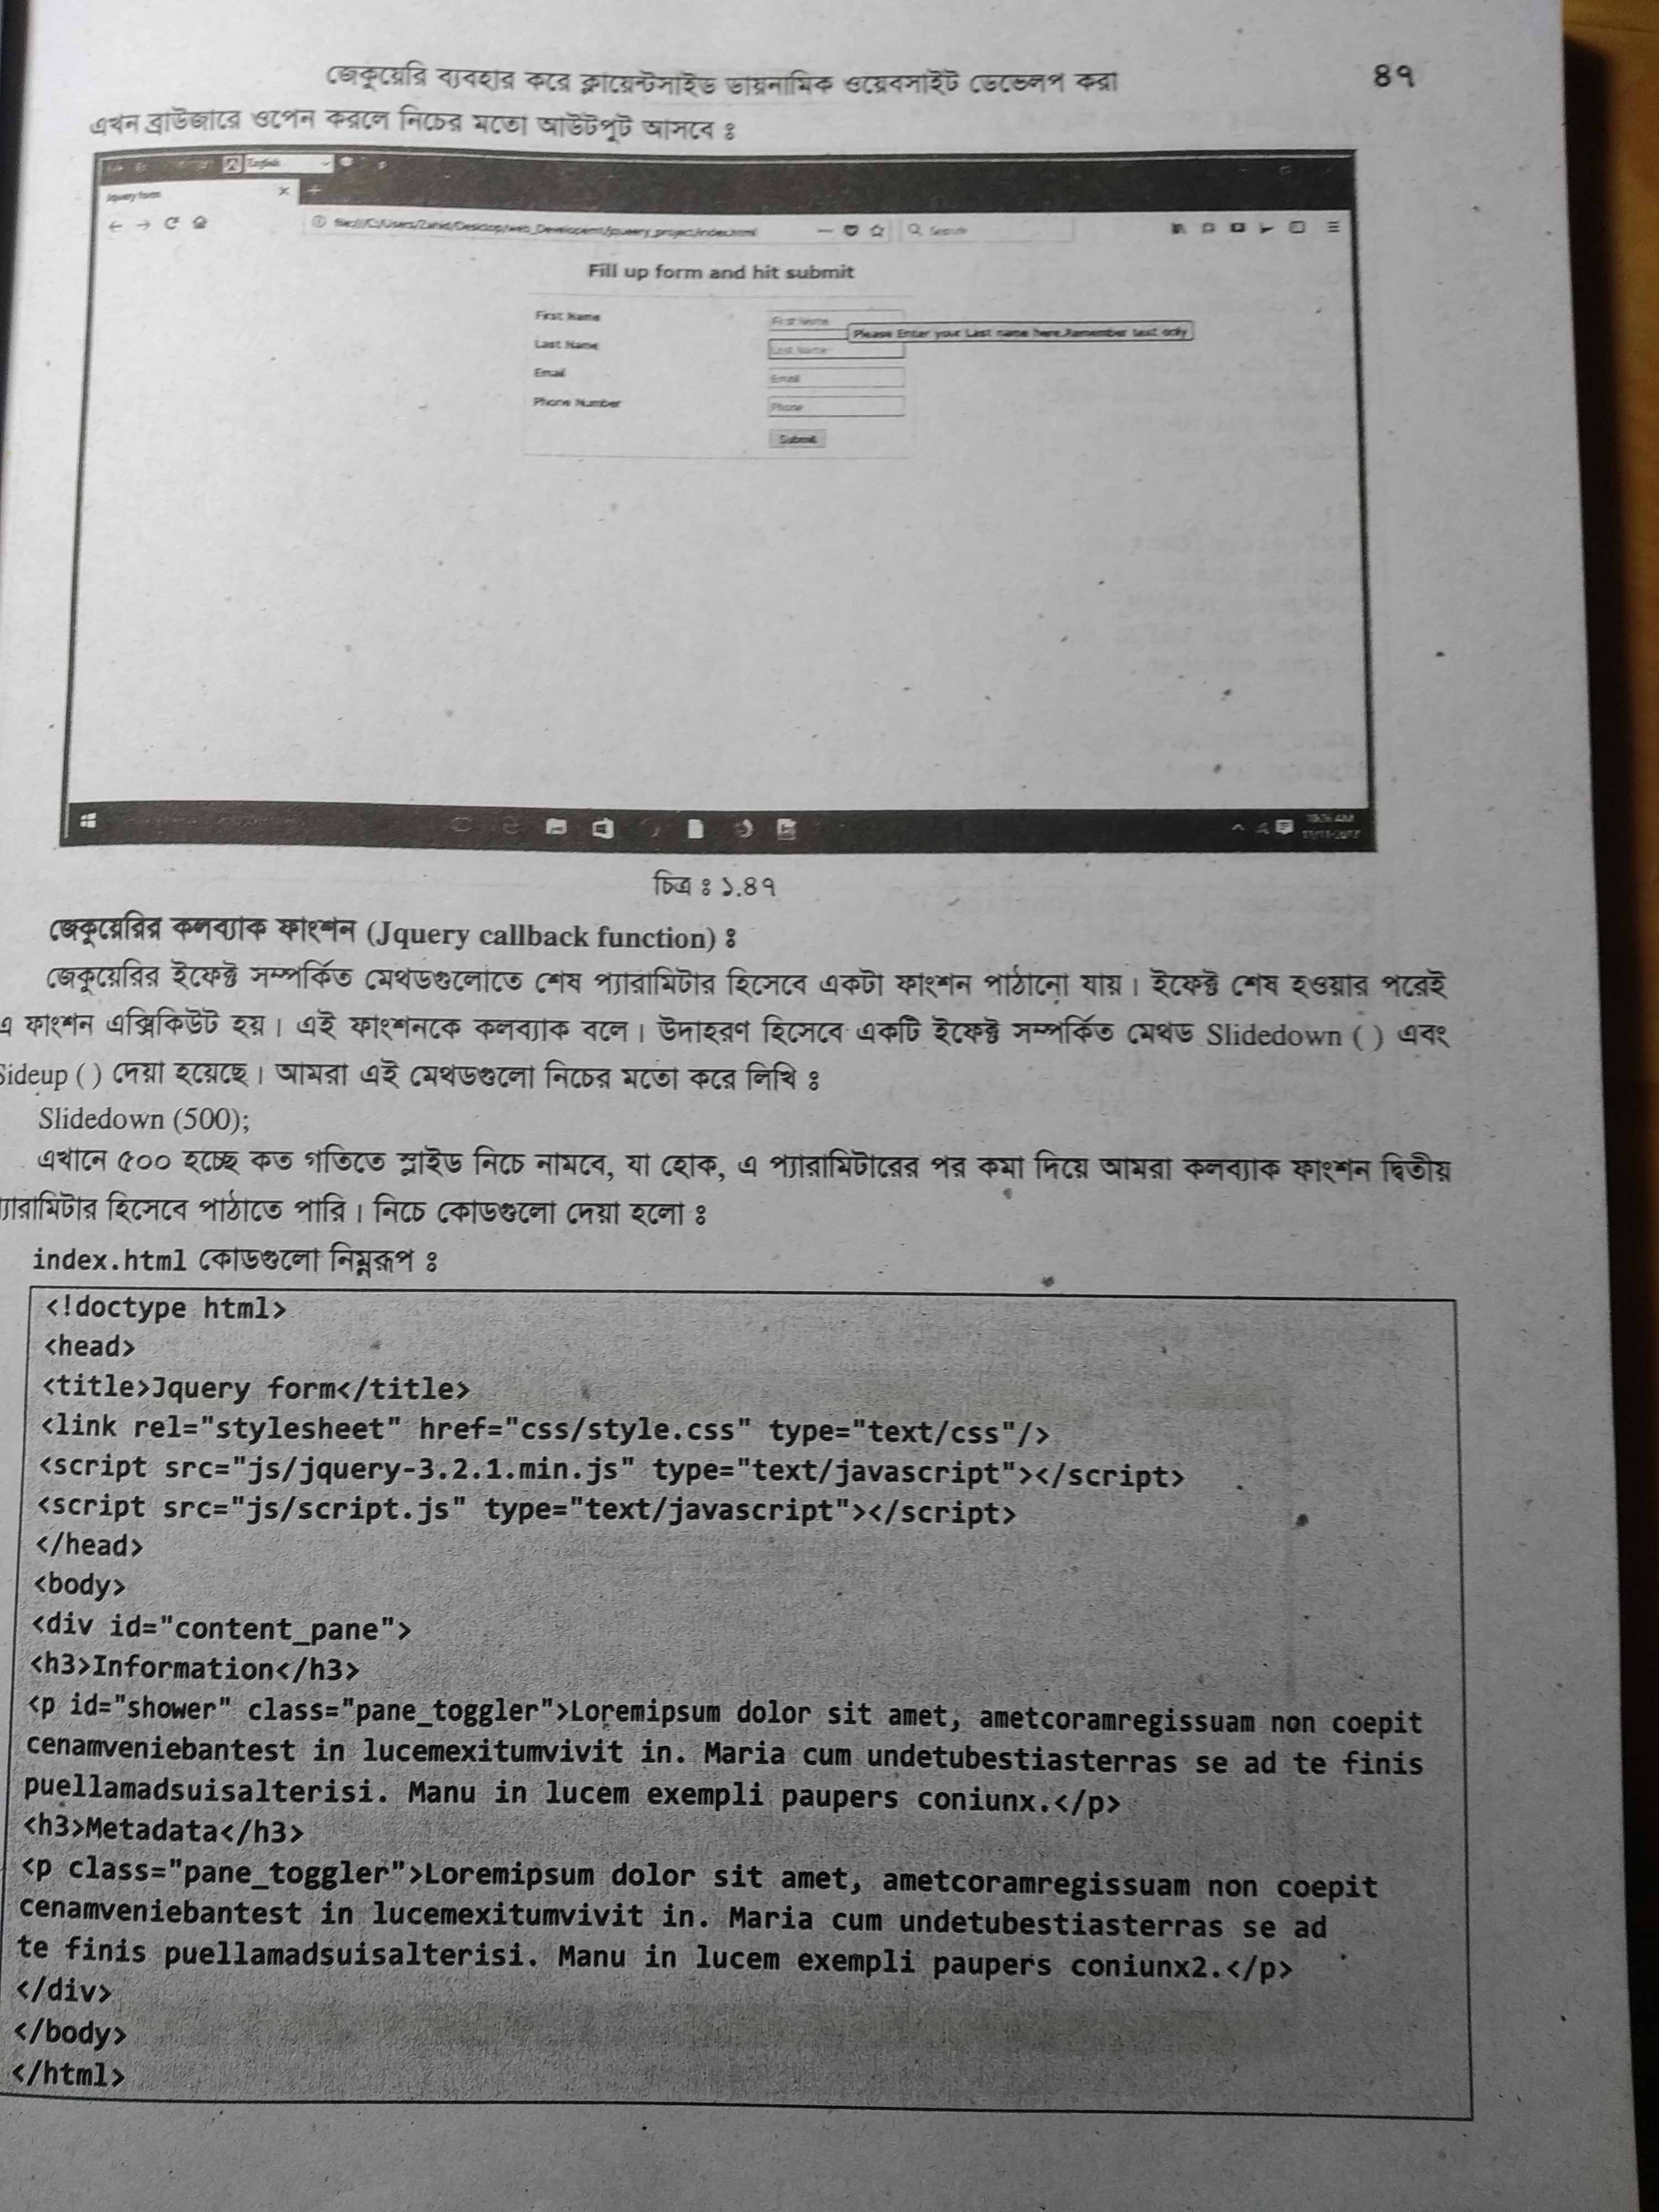 জেকুয়েরি ব্যবহার করে ক্লায়েন্টসাইড ডায়নামিক ওয়েবসাইট ডেভেলপ করা
৪৭
এখন ব্রাউজারে ওপেন করলে নিচের মতো আউটপুট আসবে ঃ
English
Jquery form
Search
Fill up form and hit submit
First Name
First Name
Please Enter your Last name here.Remember text only
Last Name
Last Name
Email
Email
Phone Number
Phone
Submit
চিত্র ঃ ১.৪৭
জেকুয়েরির কলব্যাক ফাংশন (Jquery callback function) ঃ
জেকুয়েরির ইফেক্ট সম্পর্কিত মেথডগুলোতে শেষ প্যারামিটার হিসেবে একটা ফাংশন পাঠানো যায়। ইফেক্ট শেষ হওয়ার পরেই
এ ফাংশন এক্সিকিউট হয়। এই ফাংশনকে কলব্যাক বলে। উদাহরণ হিসেবে একটি ইফেক্ট সম্পর্কিত মেথড Slidedown ( ) এবং
Sideup ( ) দেয়া হয়েছে। আমরা এই মেথডগুলো নিচের মতো করে লিখি ঃ
Slidedown (500);
এখানে ৫০০ হচ্ছে কত গতিতে স্লাইড নিচে নামবে, যা হোক, এ প্যারামিটারের পর কমা দিয়ে আমরা কলব্যাক ফাংশন দ্বিতীয়
্যারামিটার হিসেবে পাঠাতে পারি। নিচে কোডগুলো দেয়া হলো ঃ
index.html কোডগুলো নিম্নরূপ ঃ
<!doctype html>
<head>
<title>Jquery form</title>
<link rel="stylesheet" href="css/style.css" type="text/css"/>
<script src="js/jquery-3.2.1.min.js" type="text/javascript"></script>
<script src="js/script.js" type="text/javascript"></script>
</head>
<body>
<div id="content_pane">
<h3>Information</h3>
<p id="shower" class="pane_toggler">Loremipsum dolor sit amet, ametcoramregissuam non coepit
cenamveniebantest in lucemexitumvivit in. Maria cum undetubestiasterras se ad te finis
puellamadsuisalterisi. Manu in lucem exempli paupers coniunx.</p>
<h3>Metadata</h3>
<p class="pane_toggler">Loremipsum dolor sit amet, ametcoramregissuam non coepit
cenamveniebantest in lucemexitumvivit in. Maria cum undetubestiasterras se ad
te finis puellamadsuisalterisi. Manu in lucem exempli paupers coniunx2.</p>
</div>
</body>
</html>